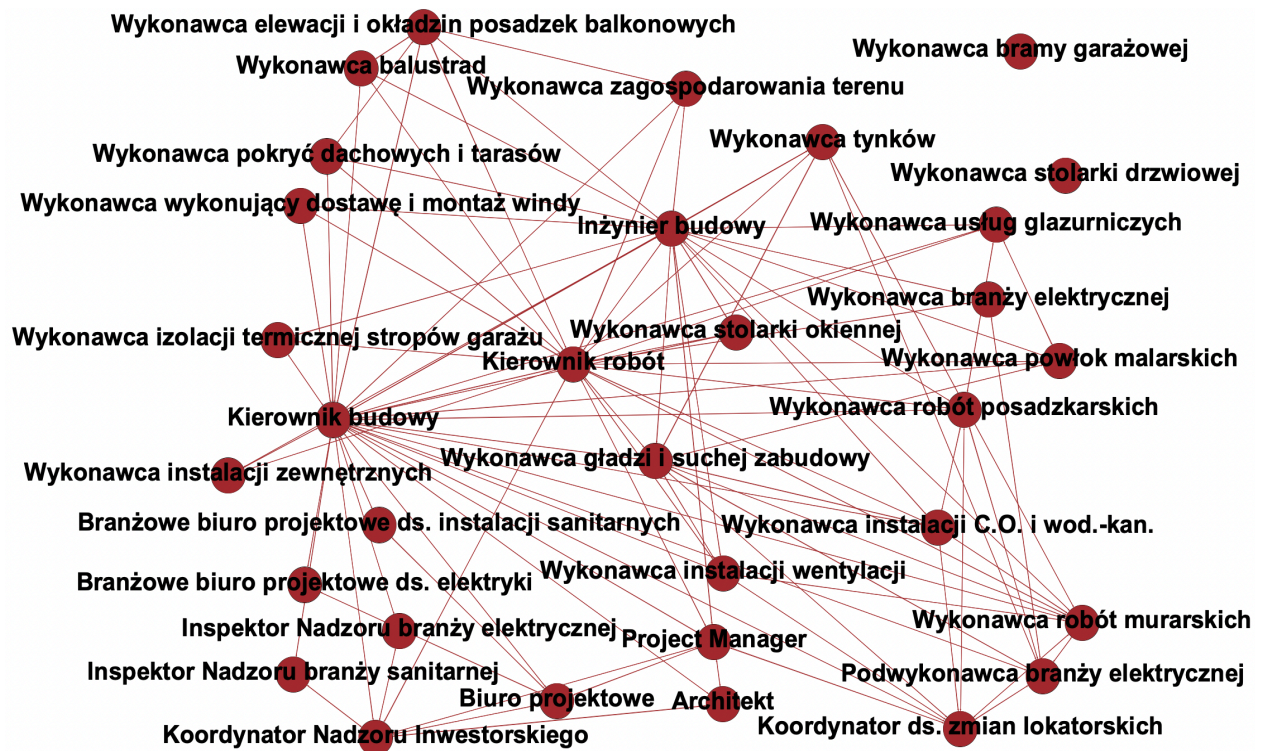 Wykonawca elewacji i okładzin posadzek balkonowych
Wykonawca bramy garażowej
Wykonawca balustrad
Wykonawca zagospodarowania terenu
Wykonawca tynków
Wykonawca pokryć dachowych i tarasów
Wykonawca stolarki drzwiowej
Wykonawca wykonujący dostawę i montaż windy
Inżynier budowy
Wykonawca usług glazurniczych
Wykonawca branży elektrycznej
Wykonawca izolacji termicznej stropów garażu
Wykonawca stolarki okiennej
Kierownik robót
Wykonawca powłok malarskich
Kierownik budowy
Wykonawca robót posadzkarskich
Wykonawca instalacji zewnętrznych
Wykonawca gładzi i suchej zabudowy
Branżowe biuro projektowe ds. instalacji sanitarnych
Wykonawca instalacji C.O. i wod.-kan.
Branżowe biuro projektowe ds. elektryki
Wykonawca instalacji wentylacji
Inspektor Nadzoru branży elektrycznej
Project Manager
Wykonawca robót murarskich
Inspektor Nadzoru branży sanitarnej
Podwykonawca branży elektrycznej
Biuro projektowe
Architekt
Koordynator Nadzoru Inwestorskiego
Koordynator ds. zmian lokatorskich